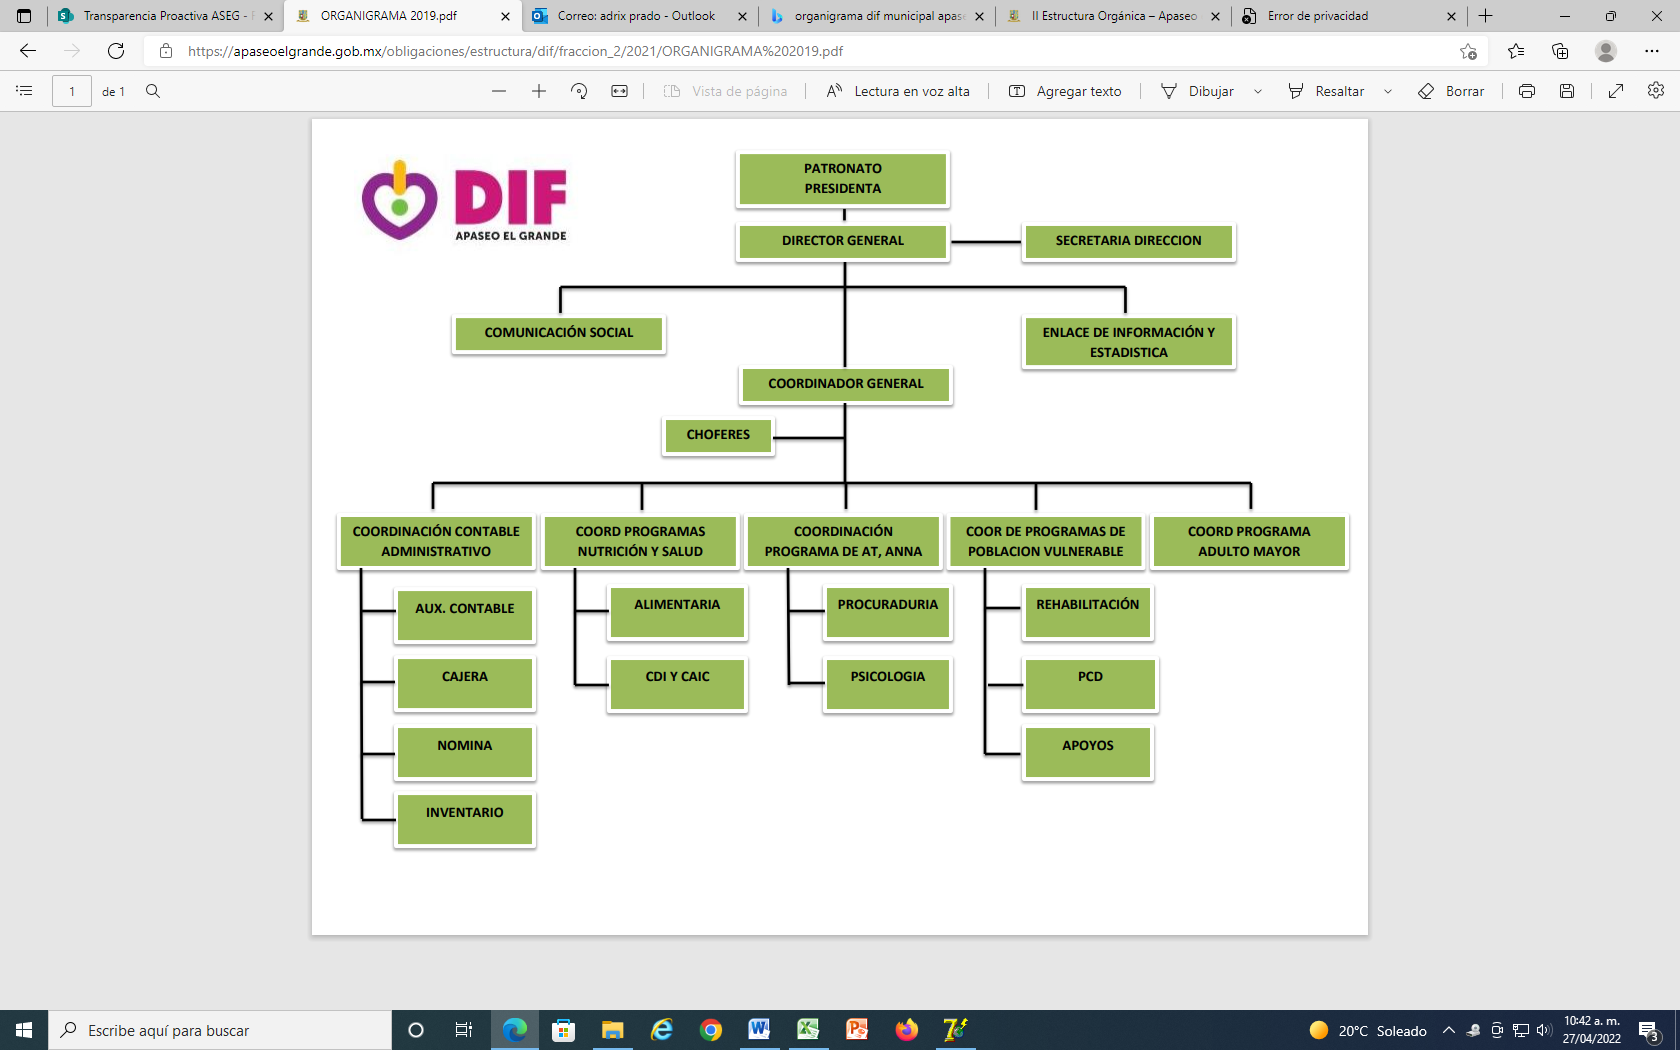 Transparencia Proactiva ASEG - F
ORGANIGRAMA 2019.pdf
Correo: adrix prado - Outlook
organigrama dif municipal apase
II Estructura Orgánica – Apaseo
Error de privacidad
https://apaseoelgrande.gob.mx/obligaciones/estructura/dif/fraccion_2/2021/ORGANIGRAMA%202019.pdf
1 de 1
Vista de página
Lectura en voz alta
Agregar texto
Dibujar
Resaltar
Borrar
DIF
APASEO EL GRANDE
PATRONATO
PRESIDENTA
DIRECTOR GENERAL
SECRETARIA DIRECCION
COMUNICACIÓN SOCIAL
ENLACE DE INFORMACIÓN Y
ESTADISTICA
COORDINADOR GENERAL
CHOFERES
COORDINACIÓN CONTABLE
ADMINISTRATIVO
COORD PROGRAMAS
NUTRICIÓN Y SALUD
COORDINACIÓN
PROGRAMA DE AT, ANNA
COOR DE PROGRAMAS DE
POBLACION VULNERABLE
COORD PROGRAMA
ADULTO MAYOR
AUX. CONTABLE
CAJERA
NOMINA
INVENTARIO
ALIMENTARIA
CDI Y CAIC
PROCURADURIA
PSICOLOGIA
REHABILITACIÓN
PCD
APOYOS
Escribe aquí para buscar
20°C Soleado
10:42 a. m.
27/04/2022
3